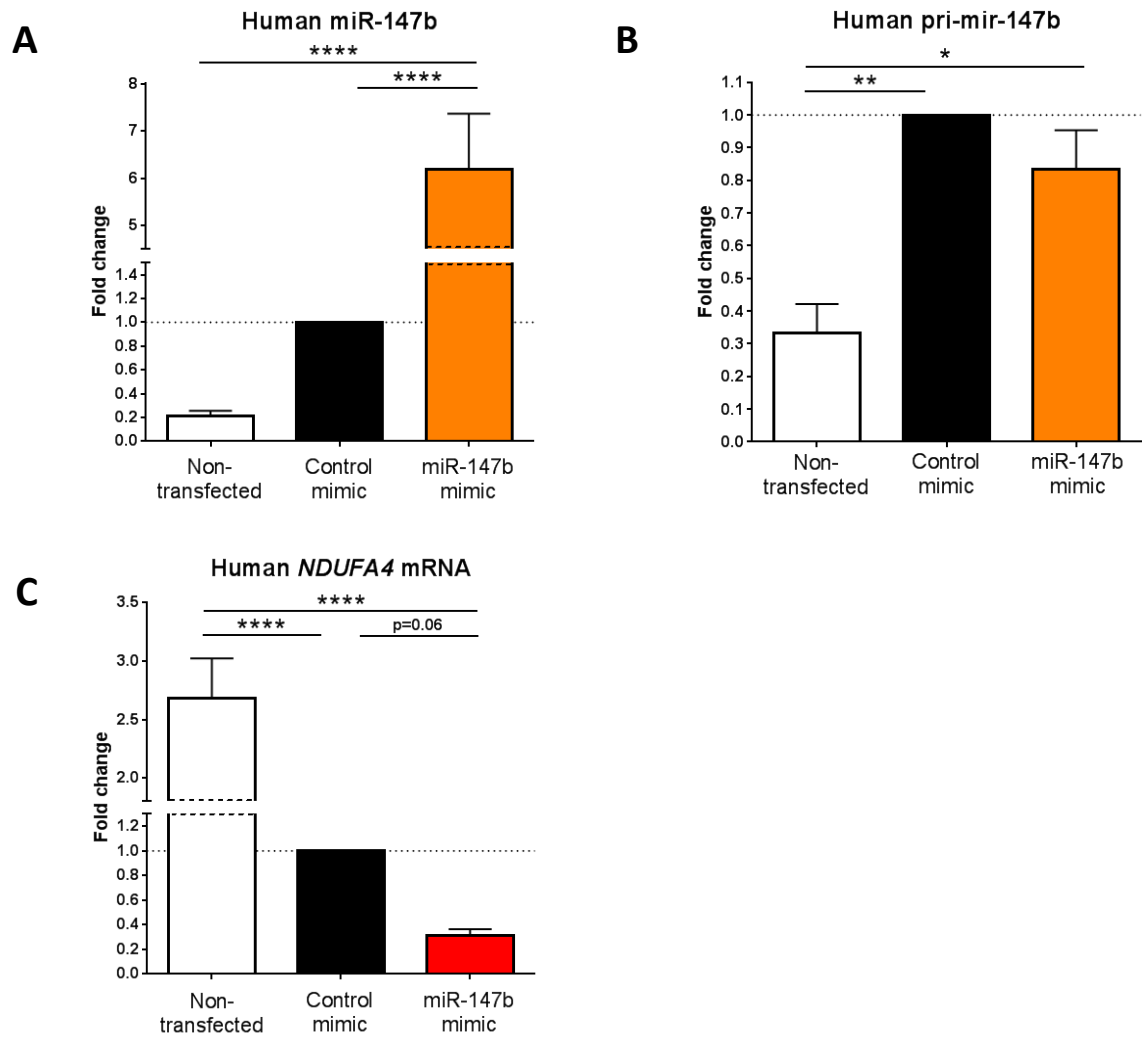 A
Human miR-147b
****
****
8
7
6
5
1.4
1.2
1.0
0.8
0.6
0.4
0.2
0.0
Fold change
Non-
transfected
Control
mimic
miR-147b
mimic
B
Human pri-mir-147b
*
**
1.1
1.0
0.9
0.8
0.7
0.6
0.5
0.4
0.3
0.2
0.1
0.0
Fold change
Non-
transfected
Control
mimic
miR-147b
mimic
C
Human NDUFA4 mRNA
****
****
p=0.06
3.5
3.0
2.5
2.0
1.2
1.0
0.8
0.6
0.4
0.2
0.0
Fold change
Non-
transfected
Control
mimic
miR-147b
mimic